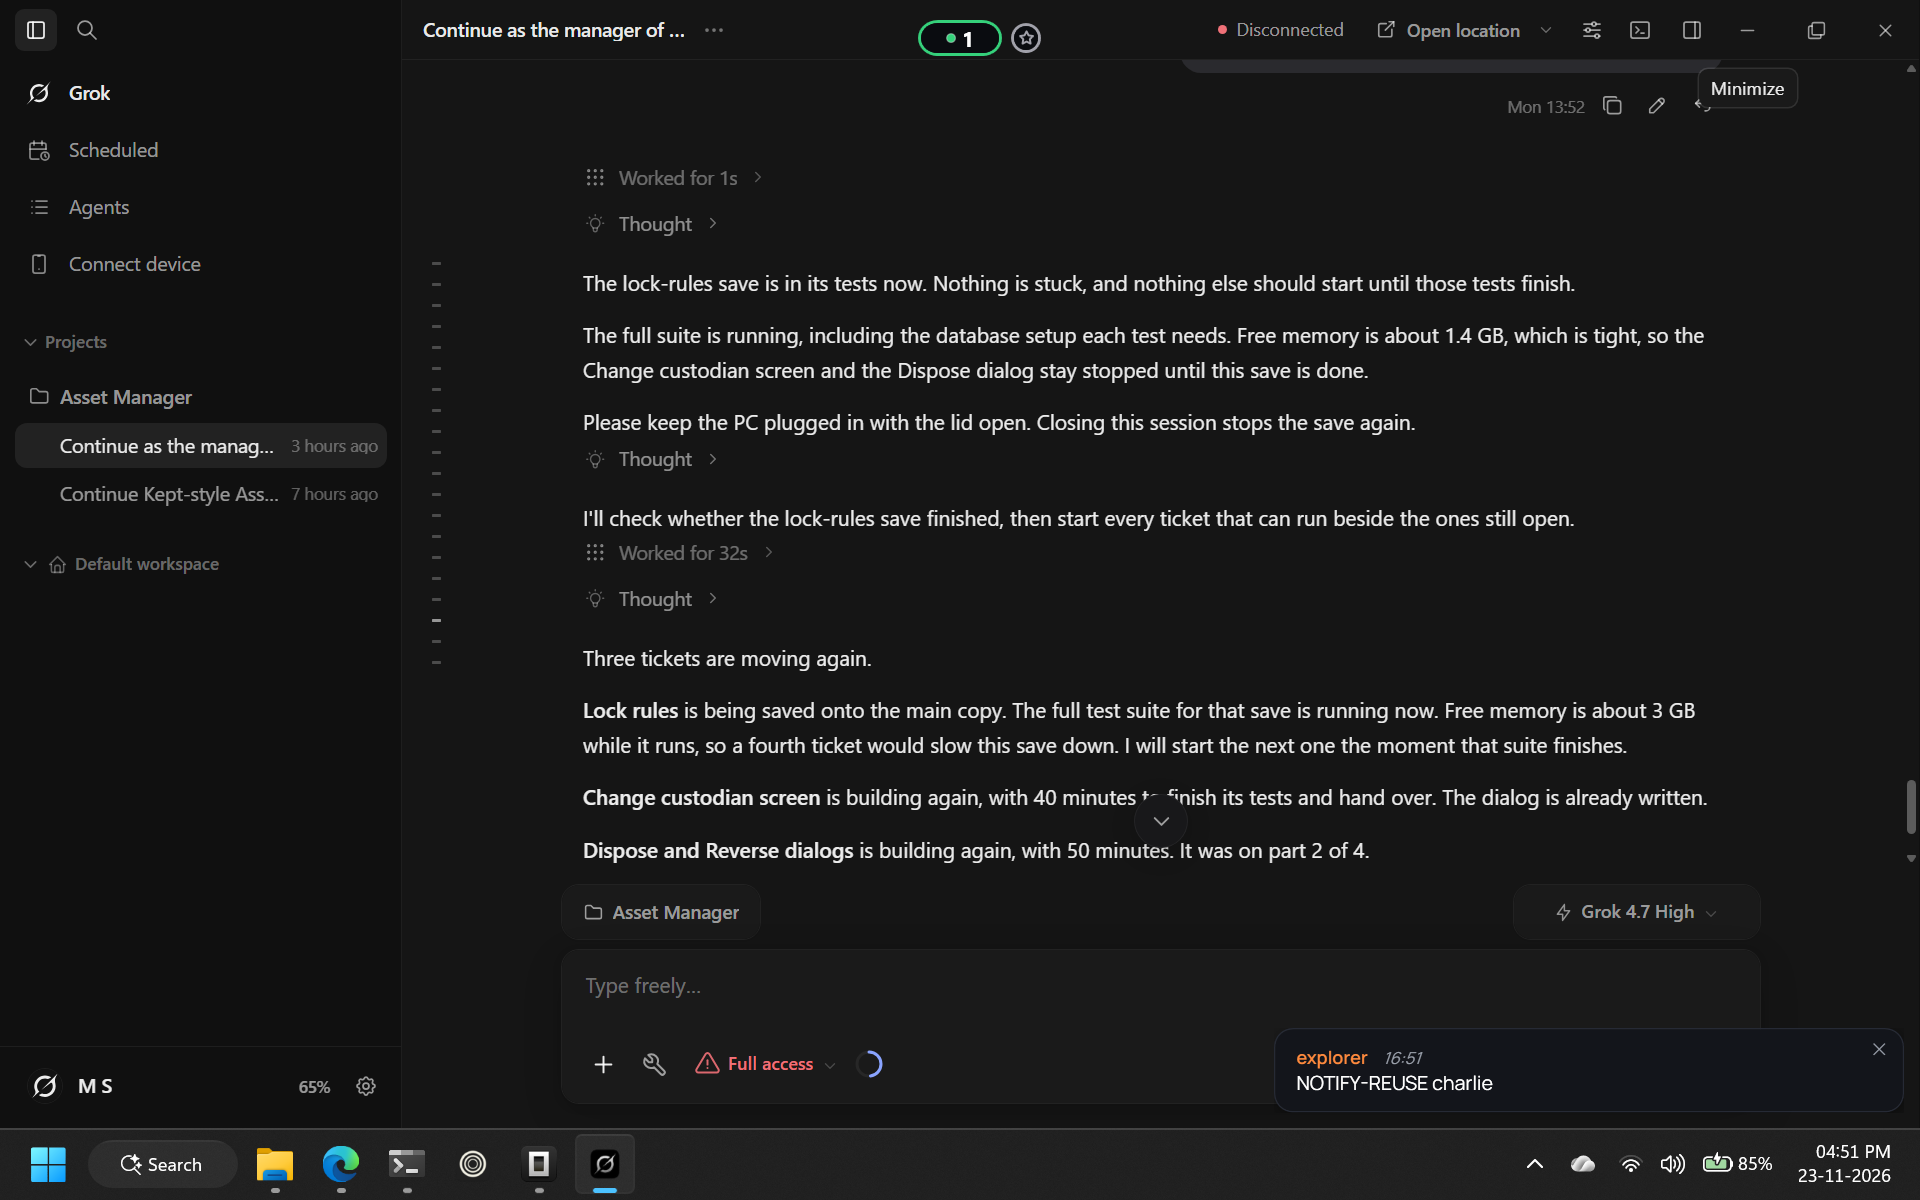 Continue as the manager of ...
1
Disconnected
Open location
Minimize
Grok
Scheduled
Agents
Connect device
Projects
Asset Manager
Continue as the manag... 3 hours ago
Continue Kept-style Ass... 7 hours ago
Default workspace
M S
65%
Mon 13:52
Worked for 1s
Thought
The lock-rules save is in its tests now. Nothing is stuck, and nothing else should start until those tests finish.
The full suite is running, including the database setup each test needs. Free memory is about 1.4 GB, which is tight, so the
Change custodian screen and the Dispose dialog stay stopped until this save is done.
Please keep the PC plugged in with the lid open. Closing this session stops the save again.
Thought
I'll check whether the lock-rules save finished, then start every ticket that can run beside the ones still open.
Worked for 32s
Thought
Three tickets are moving again.
Lock rules is being saved onto the main copy. The full test suite for that save is running now. Free memory is about 3 GB
while it runs, so a fourth ticket would slow this save down. I will start the next one the moment that suite finishes.
Change custodian screen is building again, with 40 minutes to finish its tests and hand over. The dialog is already written.
Dispose and Reverse dialogs is building again, with 50 minutes. It was on part 2 of 4.
Asset Manager
Grok 4.7 High
Type freely...
Full access
explorer 16:51
NOTIFY-REUSE charlie
Search
85%
04:51 PM
23-11-2026